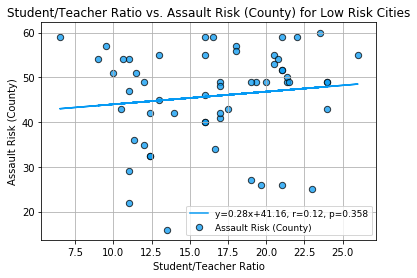 Student/Teacher Ratio vs. Assault Risk (County) for Low Risk Cities
Assault Risk (County)
60
50
40
30
20
y=0.28x+41.16, r=0.12, p=0.358
Assault Risk (County)
7.5 10.0 12.5 15.0 17.5 20.0 22.5 25.0
Student/Teacher Ratio